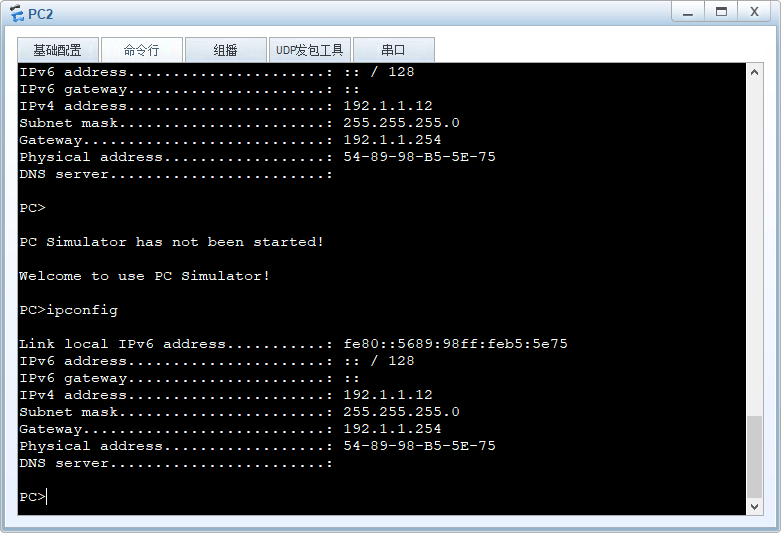 PC2
基础配置 命令行 组播 UDP发包工具 串口
IPv6 address......................: :: / 128
IPv6 gateway......................: ::
IPv4 address......................: 192.1.1.12
Subnet mask.......................: 255.255.255.0
Gateway...........................: 192.1.1.254
Physical address..................: 54-89-98-B5-5E-75
DNS server........................:
PC>
PC Simulator has not been started!
Welcome to use PC Simulator!
PC>ipconfig
Link local IPv6 address...........: fe80::5689:98ff:feb5:5e75
IPv6 address......................: :: / 128
IPv6 gateway......................: ::
IPv4 address......................: 192.1.1.12
Subnet mask.......................: 255.255.255.0
Gateway...........................: 192.1.1.254
Physical address..................: 54-89-98-B5-5E-75
DNS server........................:
PC>